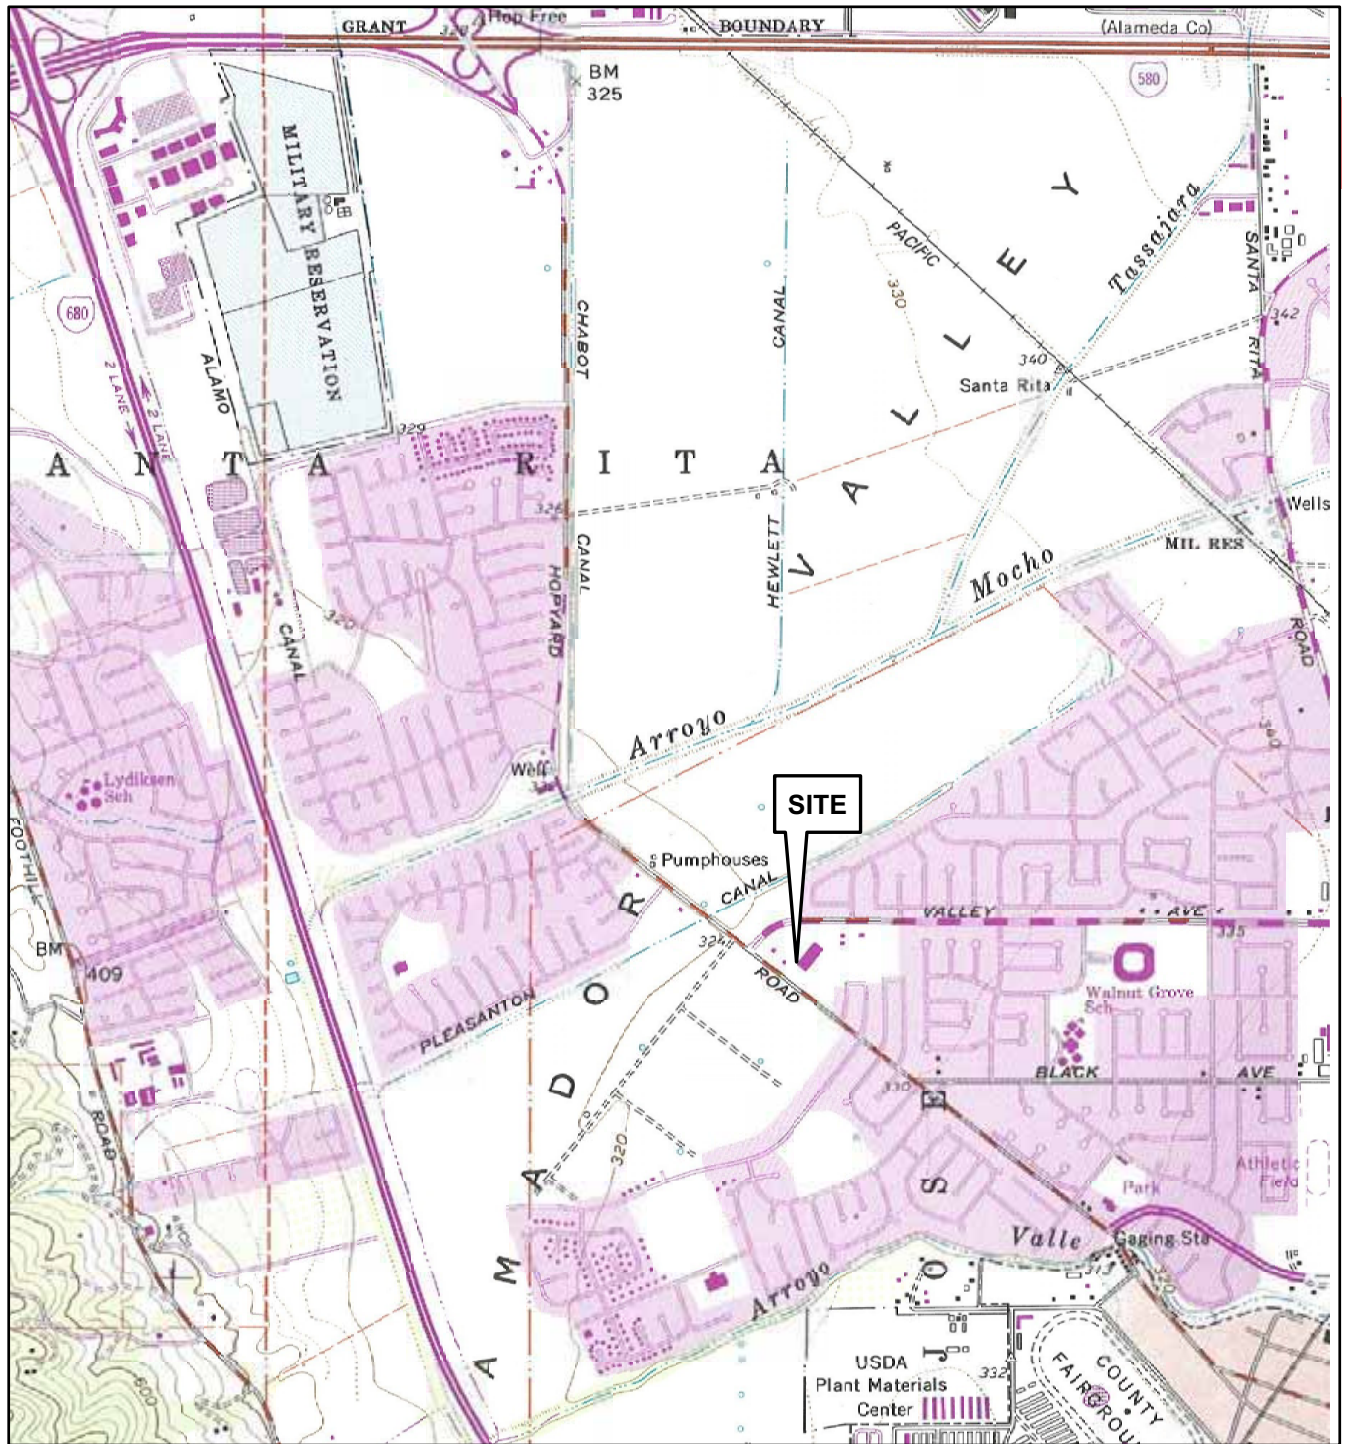 Hop Free
GRANT
BOUNDARY
(Alameda Co)
320
BM
325
580
MILITARY RESERVATION
PACIFIC
Tassajara
SANTA RITA
342
680
2 LANE
2 LANE
ALAMO
CHABOT
CANAL
330
340
Santa Rita
329
A N T A R I T A
326
CANAL
HEWLETT
Mocho
Wells
MIL RES
HOPYARD
320
CANAL
ROAD
Arroyo
340
Well
Lydiksen
Sch
SITE
FOOTHILL
Pumphouses
CANAL
VALLEY AVE
335
324
ROAD
BM
409
PLEASANTON
Walnut Grove
Sch
BLACK AVE
330
ROAD
320
Athletic
Field
Park
Valle
Gaging Sta
Arroyo
AMADOR VALLEY
J O S E
600
USDA
Plant Materials
Center
332
COUNTY